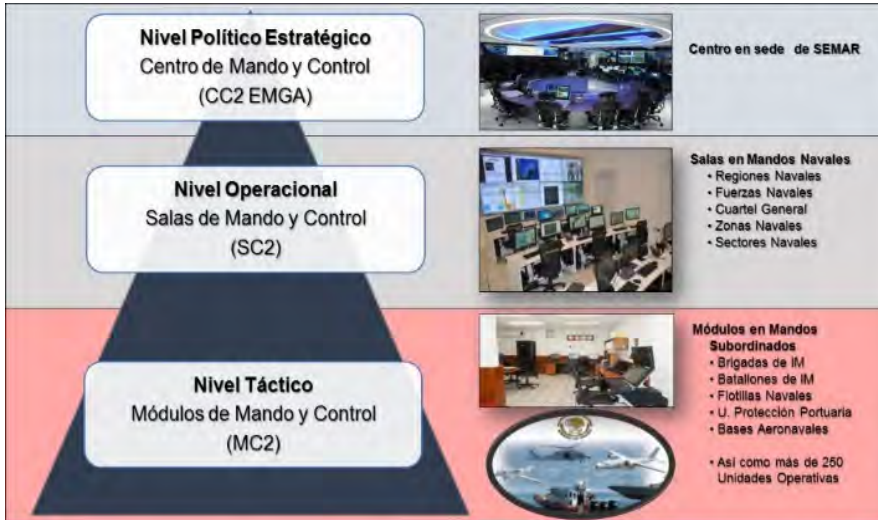 Nivel Político Estratégico
Centro de Mando y Control
(CC2 EMGA)
Centro en sede de SEMAR
Nivel Operacional
Salas de Mando y Control
(SC2)
Salas en Mandos Navales
• Regiones Navales
• Fuerzas Navales
• Cuartel General
• Zonas Navales
• Sectores Navales
Nivel Táctico
Módulos de Mando y Control
(MC2)
Módulos en Mandos
Subordinados
• Brigadas de IM
• Batallones de IM
• Flotillas Navales
• U. Protección Portuaria
• Bases Aeronavales
• Así como más de 250
Unidades Operativas